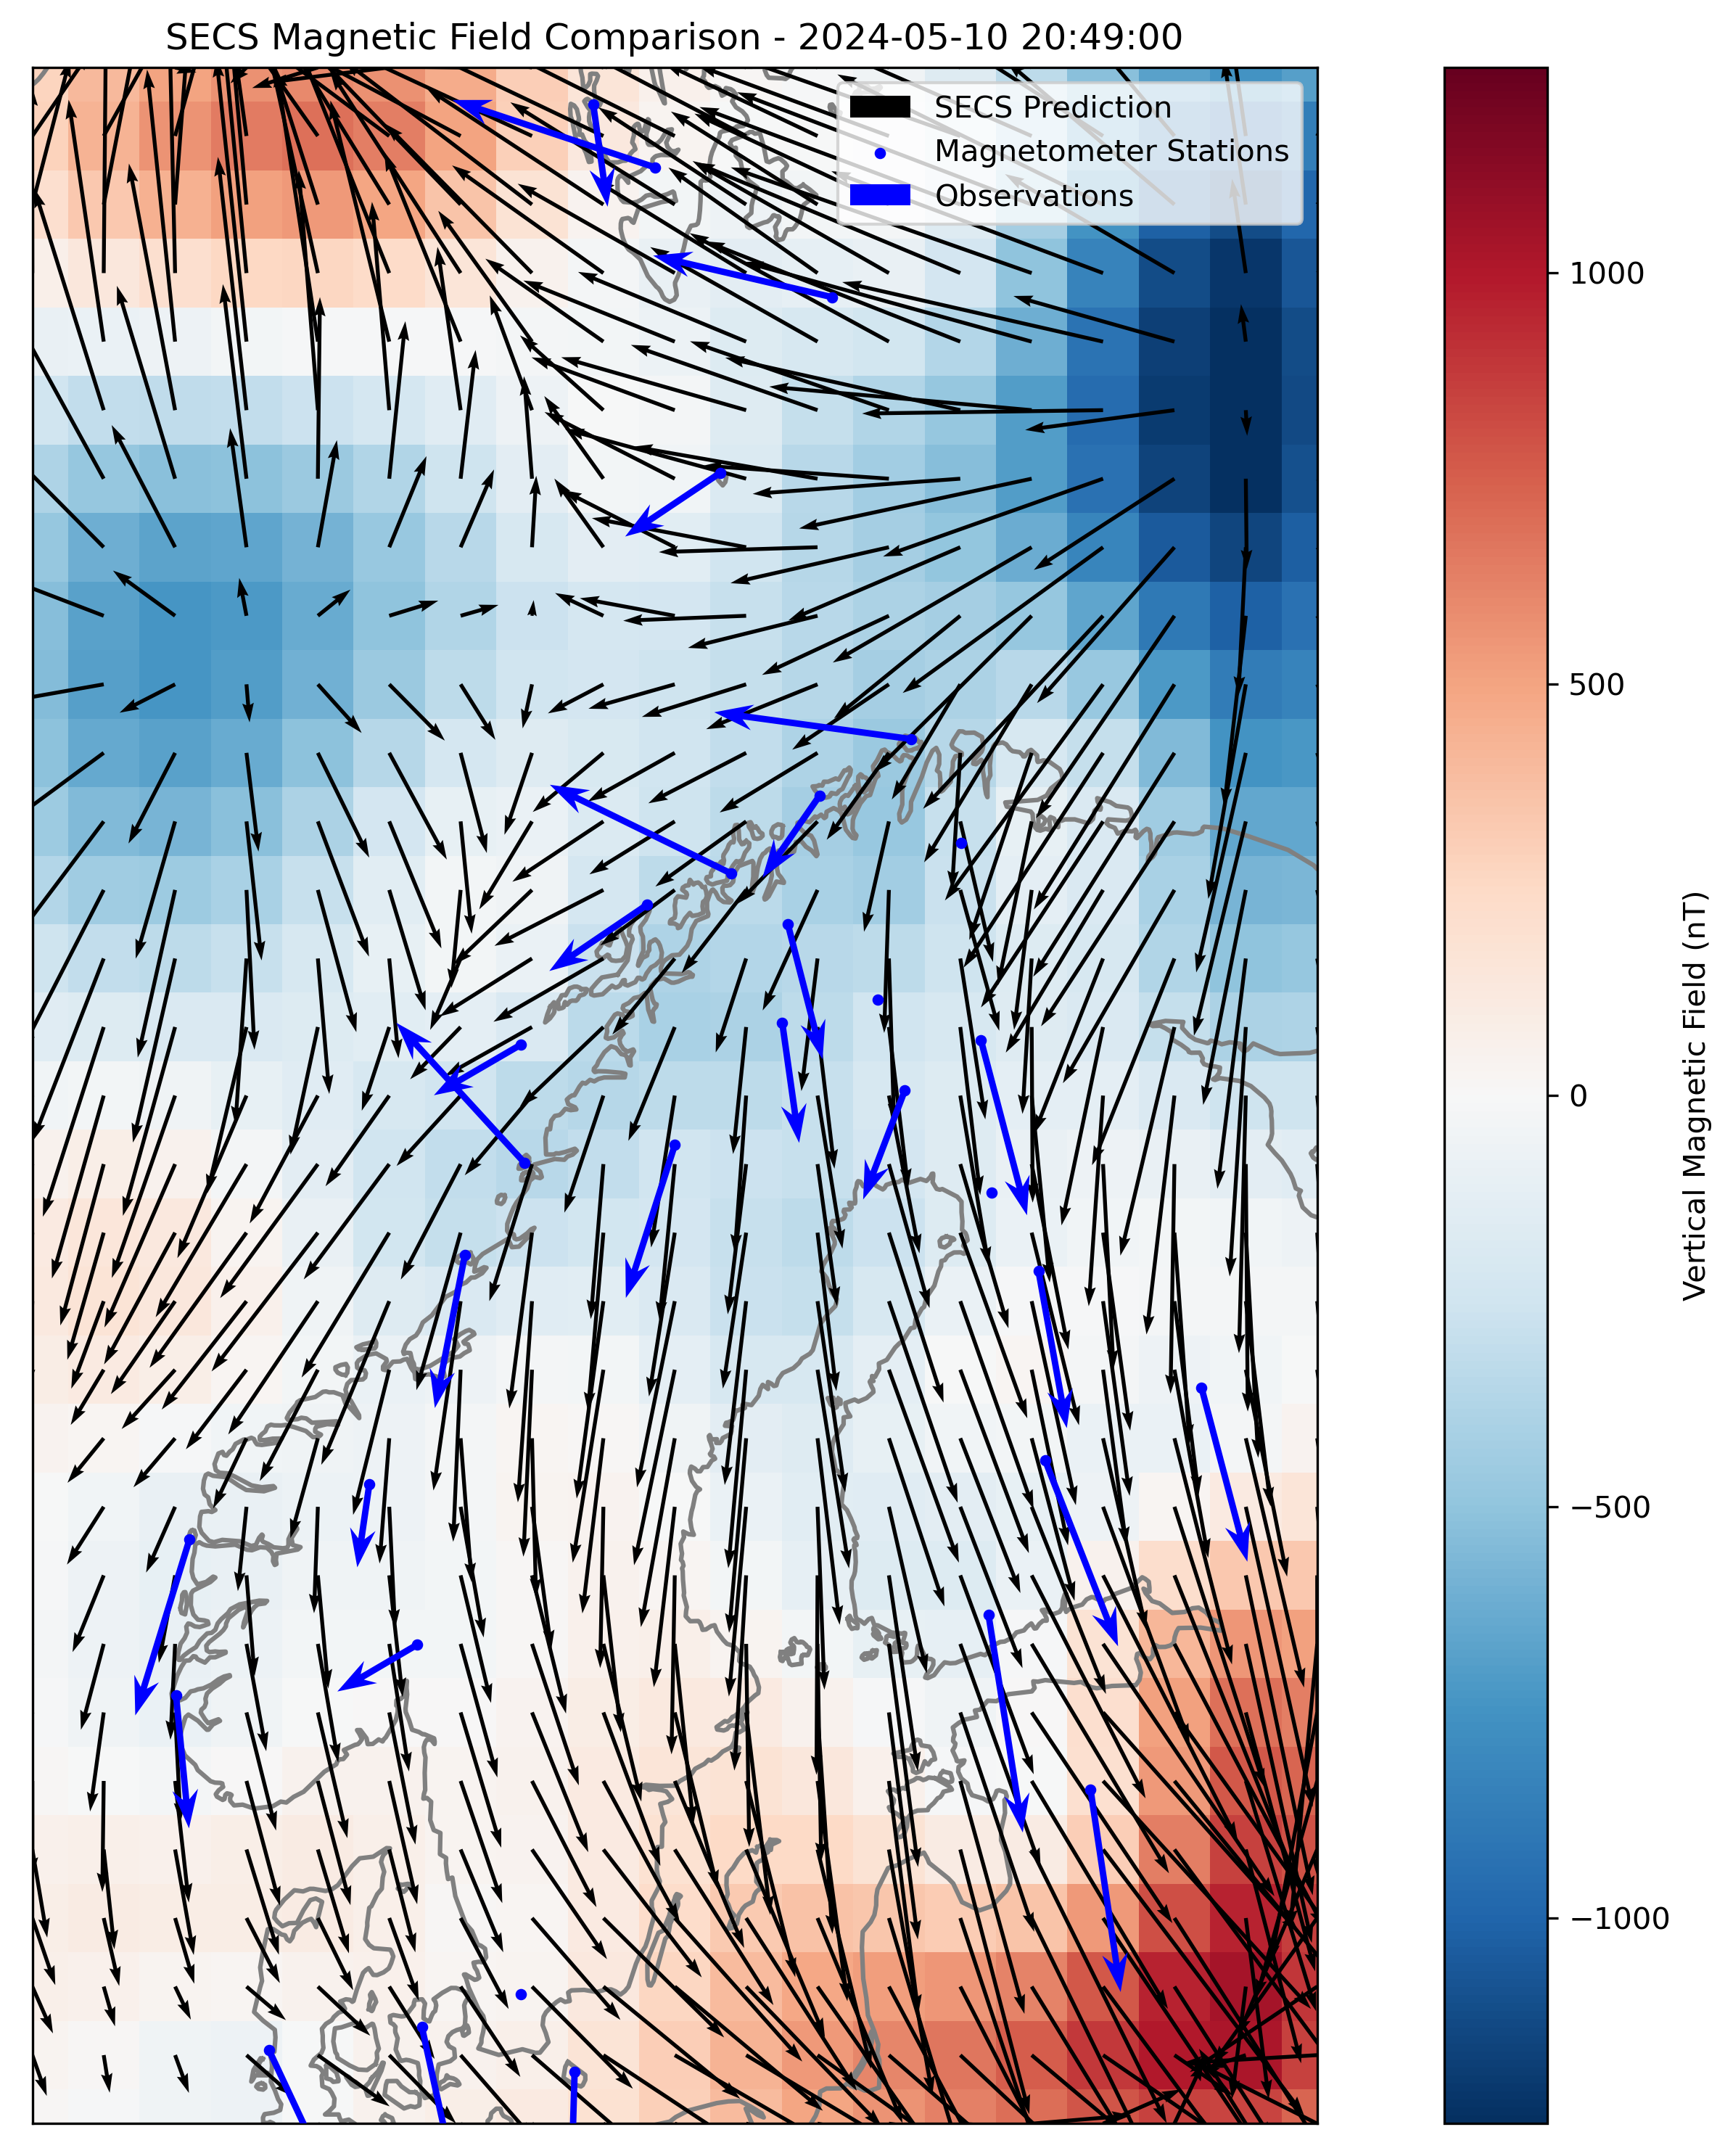 SECS Magnetic Field Comparison - 2024-05-10 20:49:00
SECS Prediction
Magnetometer Stations
Observations
1000
500
0
−500
−1000
Vertical Magnetic Field (nT)